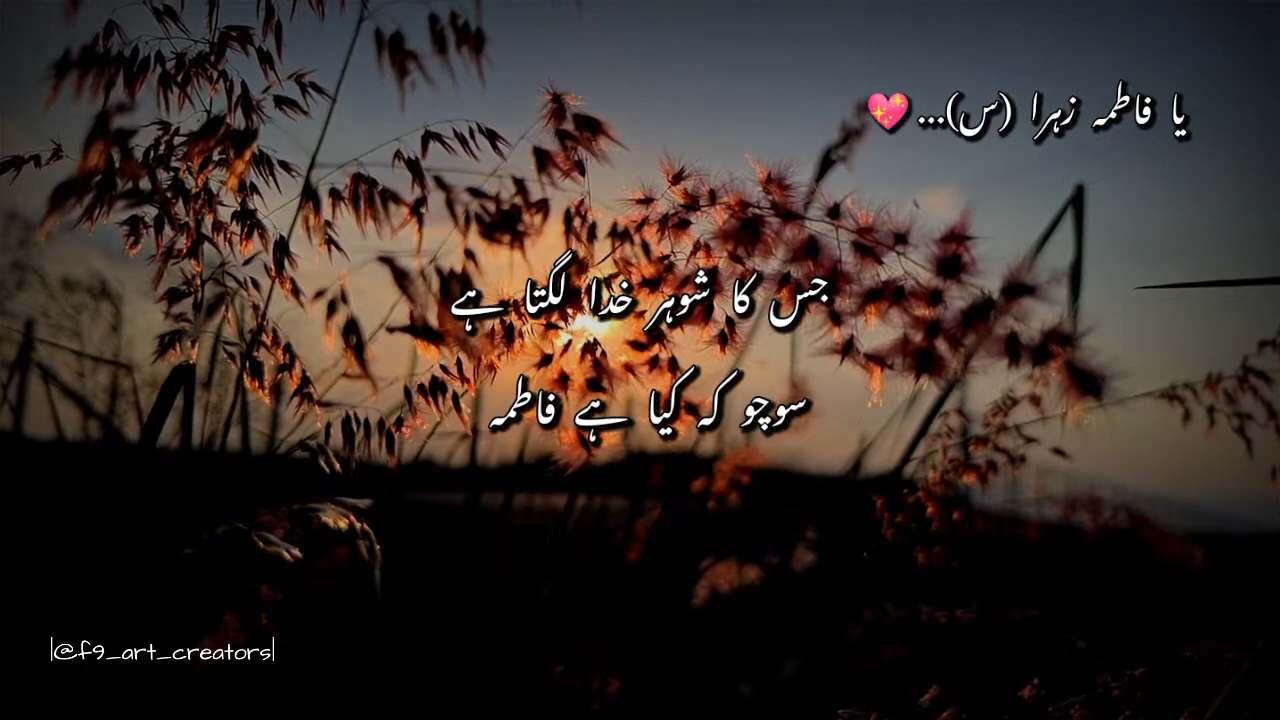 یا فاطمہ زہرا (س)...💖
جس کا شوہر خدا لگتا ہے
سوچو کہ کیا ہے فاطمہ
|@f9_art_creators|